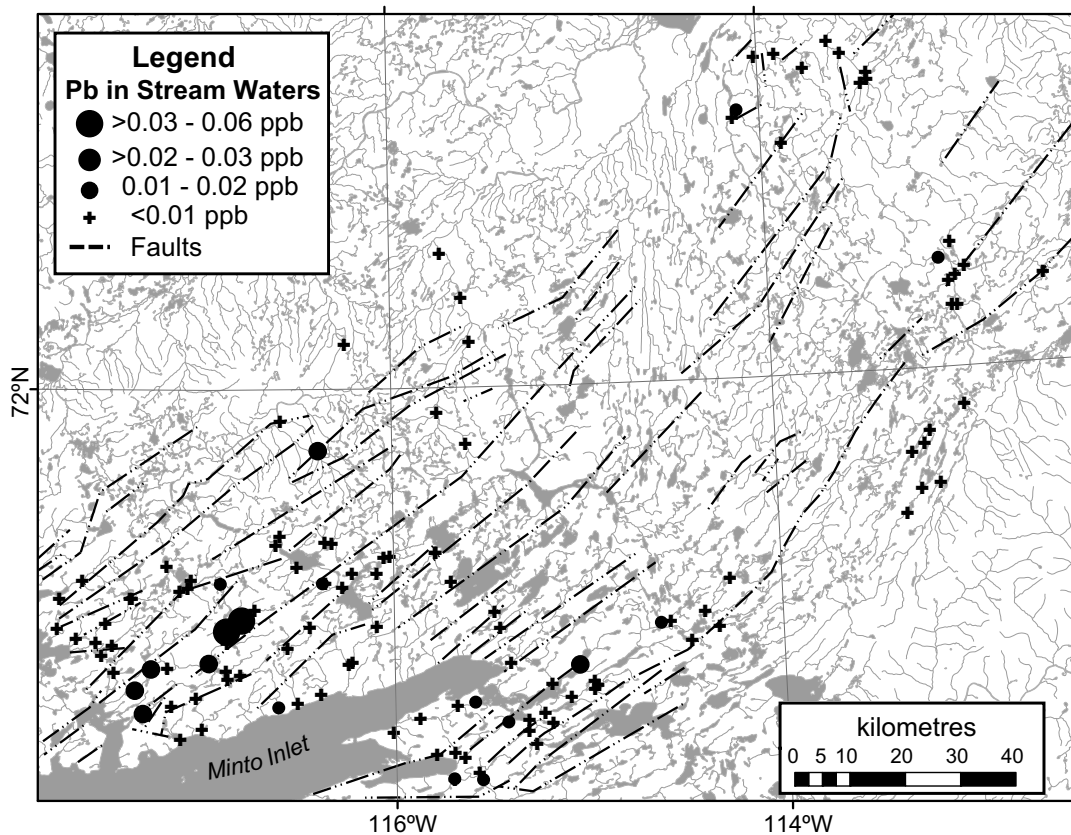 Legend
Pb in Stream Waters
>0.03 - 0.06 ppb
>0.02 - 0.03 ppb
0.01 - 0.02 ppb
<0.01 ppb
Faults
72ºN
Minto Inlet
kilometres
0 5 10 20 30 40
116ºW 114ºW